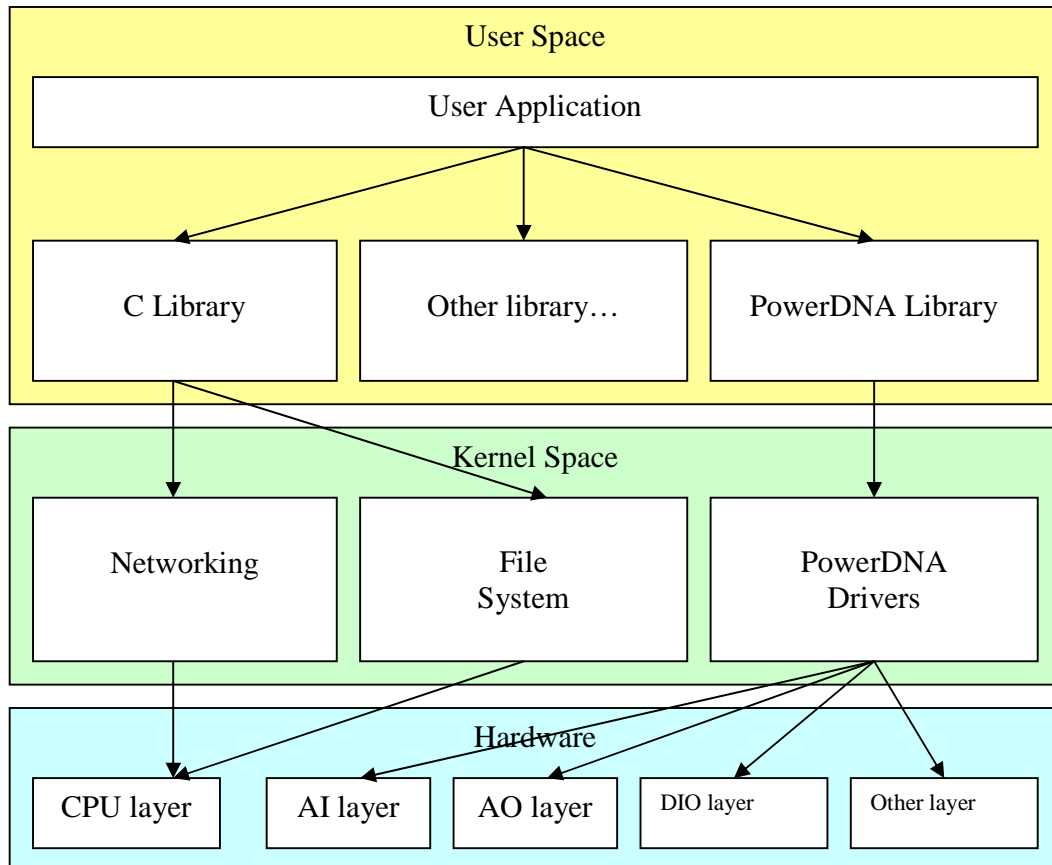 User Space
User Application
C Library
Other library…
PowerDNA Library
Kernel Space
Networking
File
System
PowerDNA
Drivers
Hardware
CPU layer
AI layer
AO layer
DIO layer
Other layer